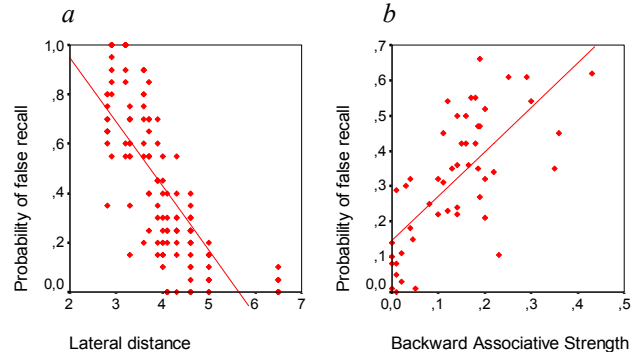 a
Probability of false recall
1,0
,8
,6
,4
,2
0,0
2 3 4 5 6 7
Lateral distance
b
Probability of false recall
,7
,6
,5
,4
,3
,2
,1
0,0
0,0 ,1 ,2 ,3 ,4 ,5
Backward Associative Strength